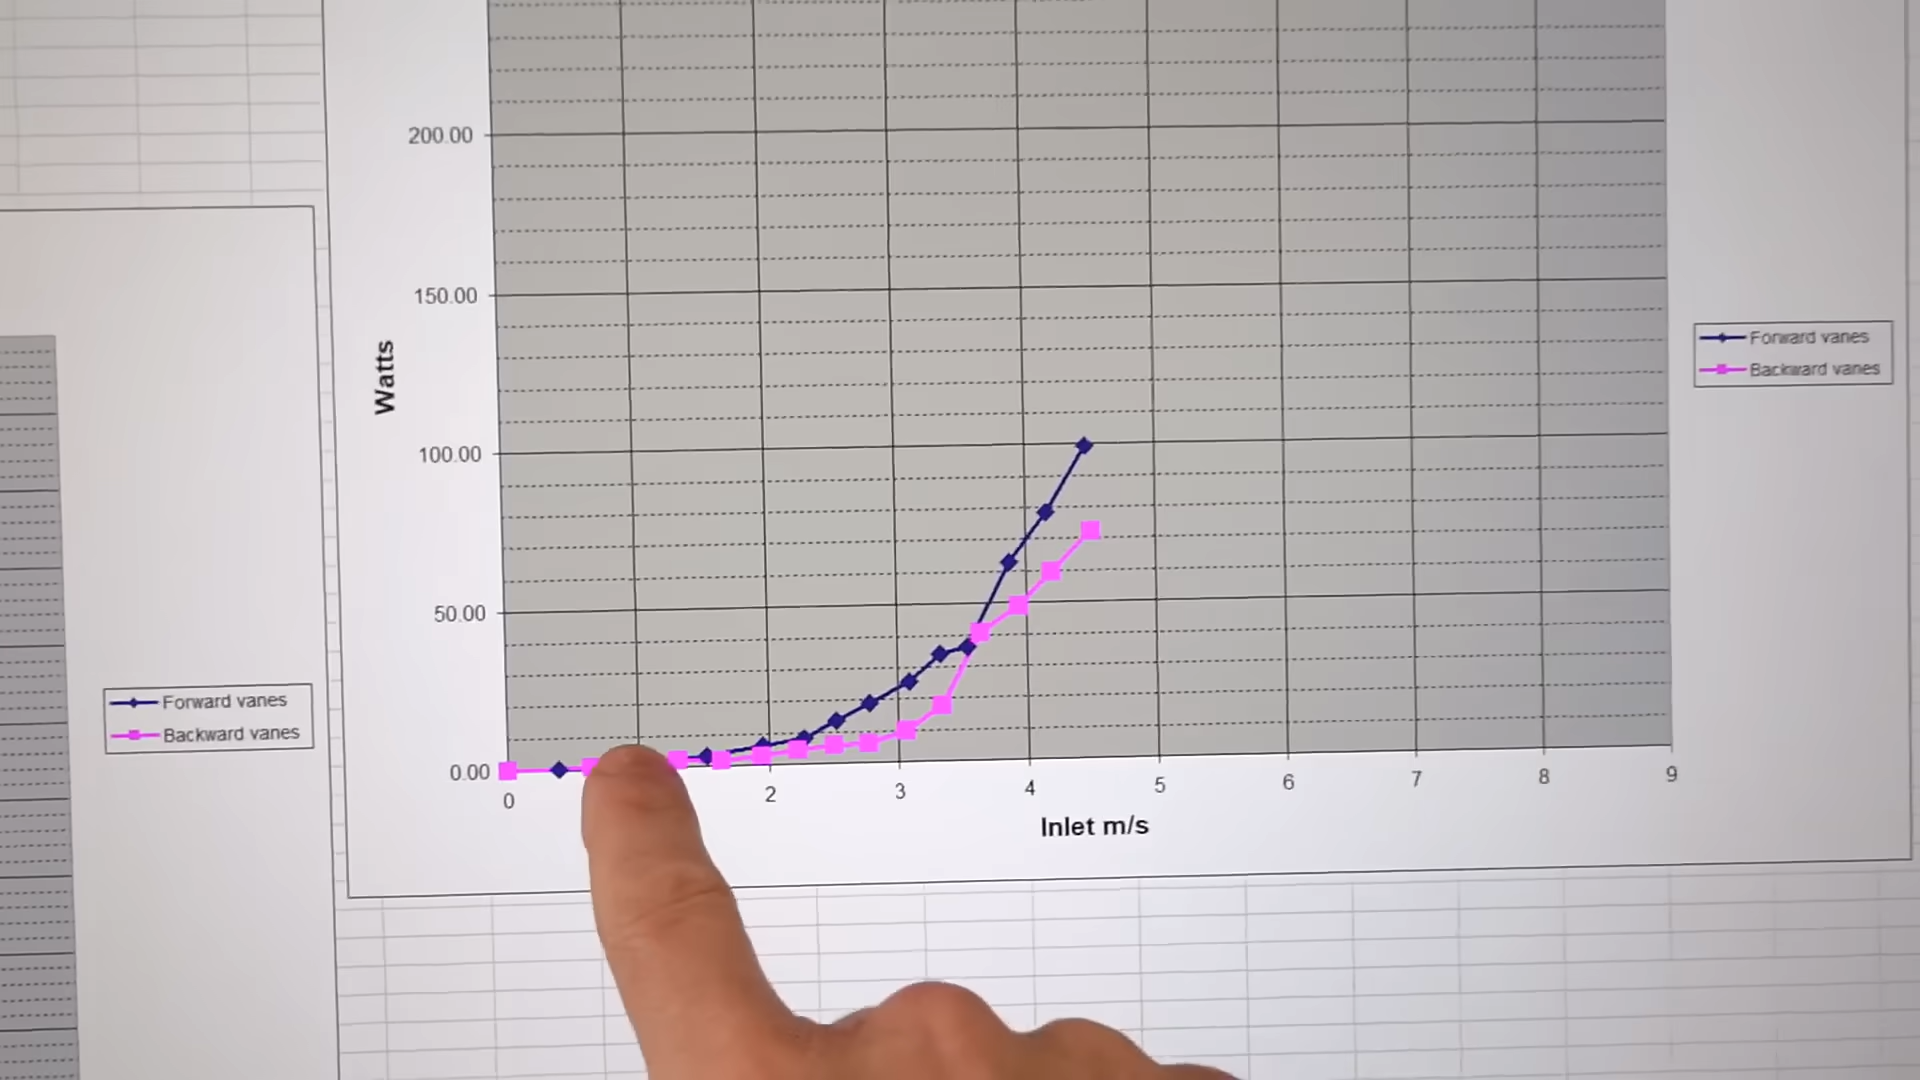 200.00
150.00
100.00
50.00
0.00
Watts
0
2
3
4
5
6
7
8
9
Inlet m/s
Forward vanes
Backward vanes
Forward vanes
Backward vanes